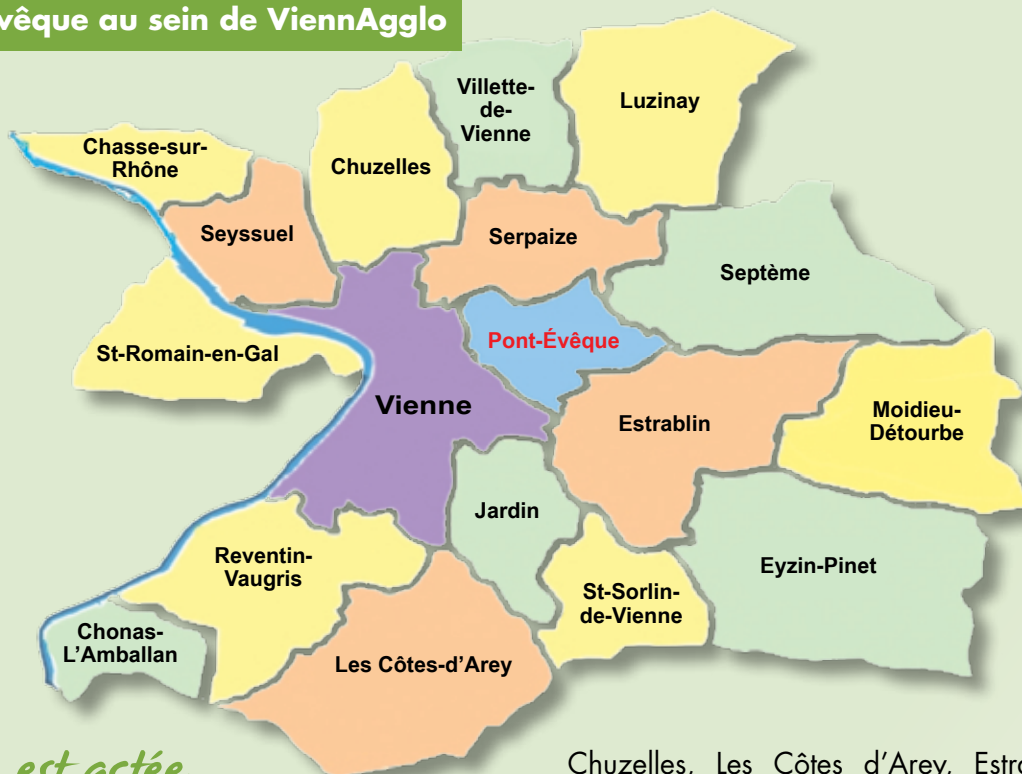 vêque au sein de ViennAgglo
Villette-
de-
Vienne
Luzinay
Chasse-sur-
Rhône
Chuzelles
Seyssuel
Serpaize
Septème
Pont-Évêque
St-Romain-en-Gal
Vienne
Estrablin
Moidieu-
Détourbe
Jardin
Reventin-
Vaugris
Eyzin-Pinet
St-Sorlin-
de-Vienne
Chonas-
L'Amballan
Les Côtes-d'Arey
est actée
Chuzelles, Les Côtes d'Arey, Estra